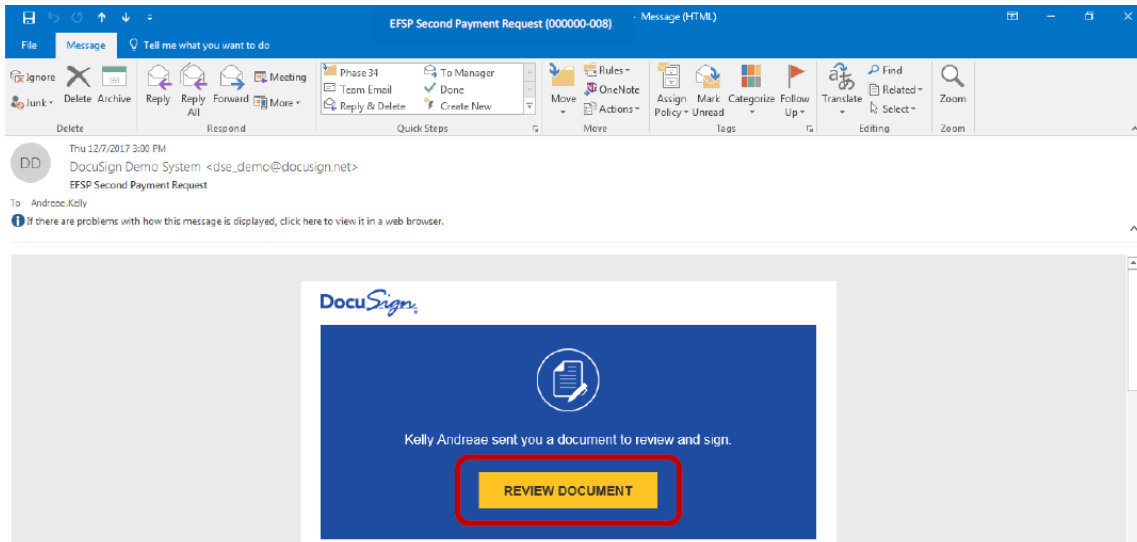 EFSP Second Payment Request (000000-008) - Message (HTML)
File Message Tell me what you want to do
Ignore
Junk
Delete Archive
Reply Reply All Forward
Meeting
More
Phase 34 To Manager
Team Email Done
Reply & Delete Create New
Move
Rules
OneNote
Actions
Assign Policy Mark Unread Categorize Follow Up
Translate
Find
Related
Select
Zoom
Delete Respond Quick Steps Move Tags Editing Zoom
Thu 12/7/2017 3:00 PM
DD
DocuSign Demo System <dse_demo@docusign.net>
EFSP Second Payment Request
To Andreae.Kelly
If there are problems with how this message is displayed, click here to view it in a web browser.
DocuSign
Kelly Andreae sent you a document to review and sign.
REVIEW DOCUMENT